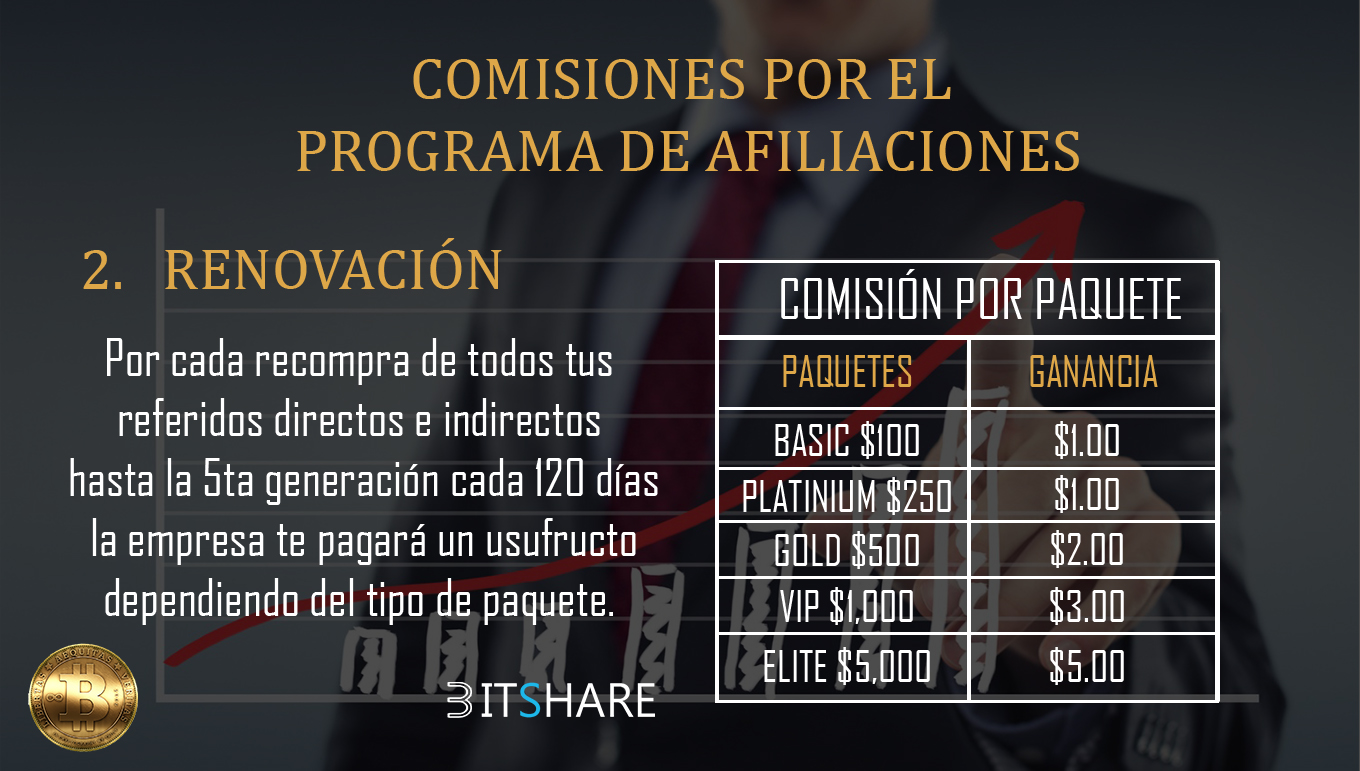 COMISIONES POR EL
PROGRAMA DE AFILIACIONES
2. RENOVACIÓN
Por cada recompra de todos tus
referidos directos e indirectos
hasta la 5ta generación cada 120 días
la empresa te pagará un usufructo
dependiendo del tipo de paquete.
COMISIÓN POR PAQUETE
PAQUETES GANANCIA
BASIC $100 $1.00
PLATINIUM $250 $1.00
GOLD $500 $2.00
VIP $1,000 $3.00
ELITE $5,000 $5.00
BITSHARE
AEQUITAS
VERITAS
LIBERTAS
B